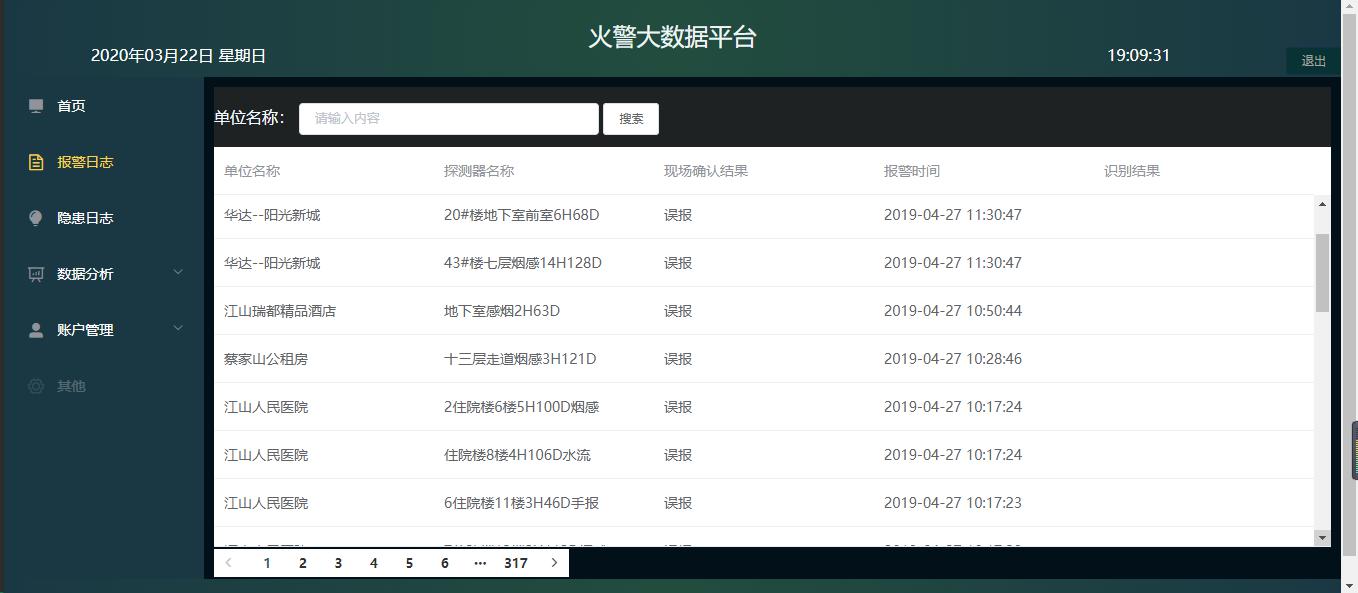 火警大数据平台
2020年03月22日 星期日
19:09:31
退出
首页
报警日志
隐患日志
数据分析
账户管理
其他
单位名称：
请输入内容
搜索
单位名称 探测器名称 现场确认结果 报警时间 识别结果
华达--阳光新城 20#楼地下室前室6H68D 误报 2019-04-27 11:30:47
华达--阳光新城 43#楼七层烟感14H128D 误报 2019-04-27 11:30:47
江山瑞都精品酒店 地下室感烟2H63D 误报 2019-04-27 10:50:44
蔡家山公租房 十三层走道烟感3H121D 误报 2019-04-27 10:28:46
江山人民医院 2住院楼6楼5H100D烟感 误报 2019-04-27 10:17:24
江山人民医院 住院楼8楼4H106D水流 误报 2019-04-27 10:17:24
江山人民医院 6住院楼11楼3H46D手报 误报 2019-04-27 10:17:23
1 2 3 4 5 6 ··· 317